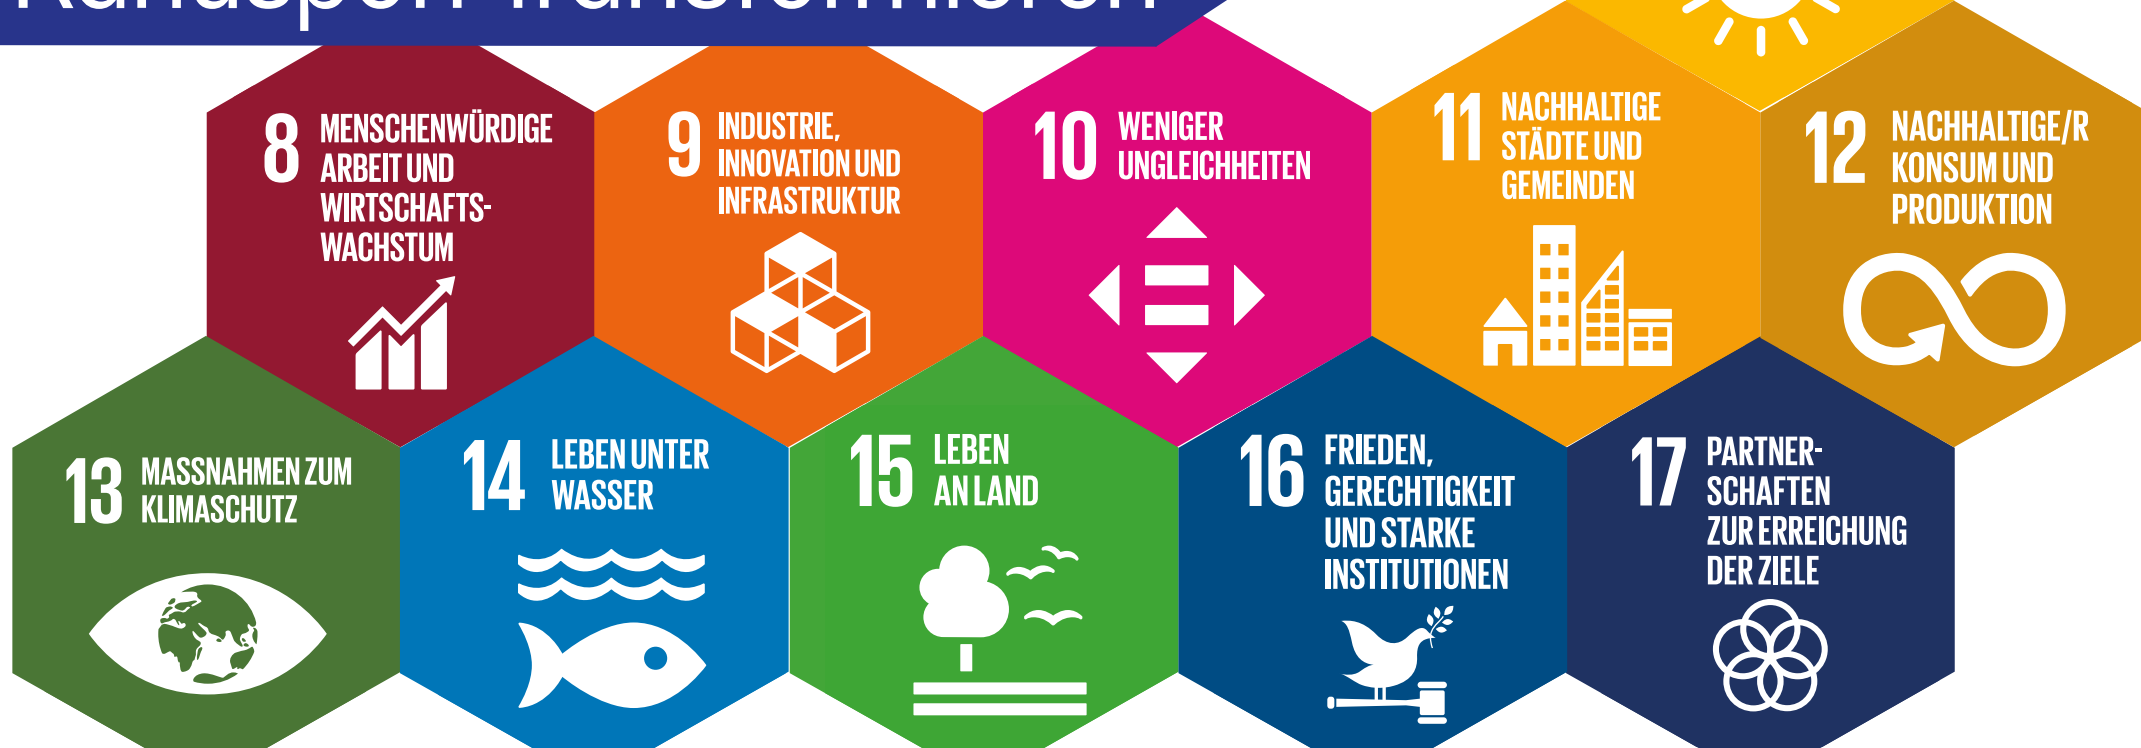 8
MENSCHENWÜRDIGE
ARBEIT UND
WIRTSCHAFTS-
WACHSTUM
9
INDUSTRIE,
INNOVATION UND
INFRASTRUKTUR
10
WENIGER
UNGLEICHHEITEN
11
NACHHALTIGE
STÄDTE UND
GEMEINDEN
12
NACHHALTIGE/R
KONSUM UND
PRODUKTION
13
MASSNAHMEN ZUM
KLIMASCHUTZ
14
LEBEN UNTER
WASSER
15
LEBEN
AN LAND
16
FRIEDEN,
GERECHTIGKEIT
UND STARKE
INSTITUTIONEN
17
PARTNER-
SCHAFTEN
ZUR ERREICHUNG
DER ZIELE